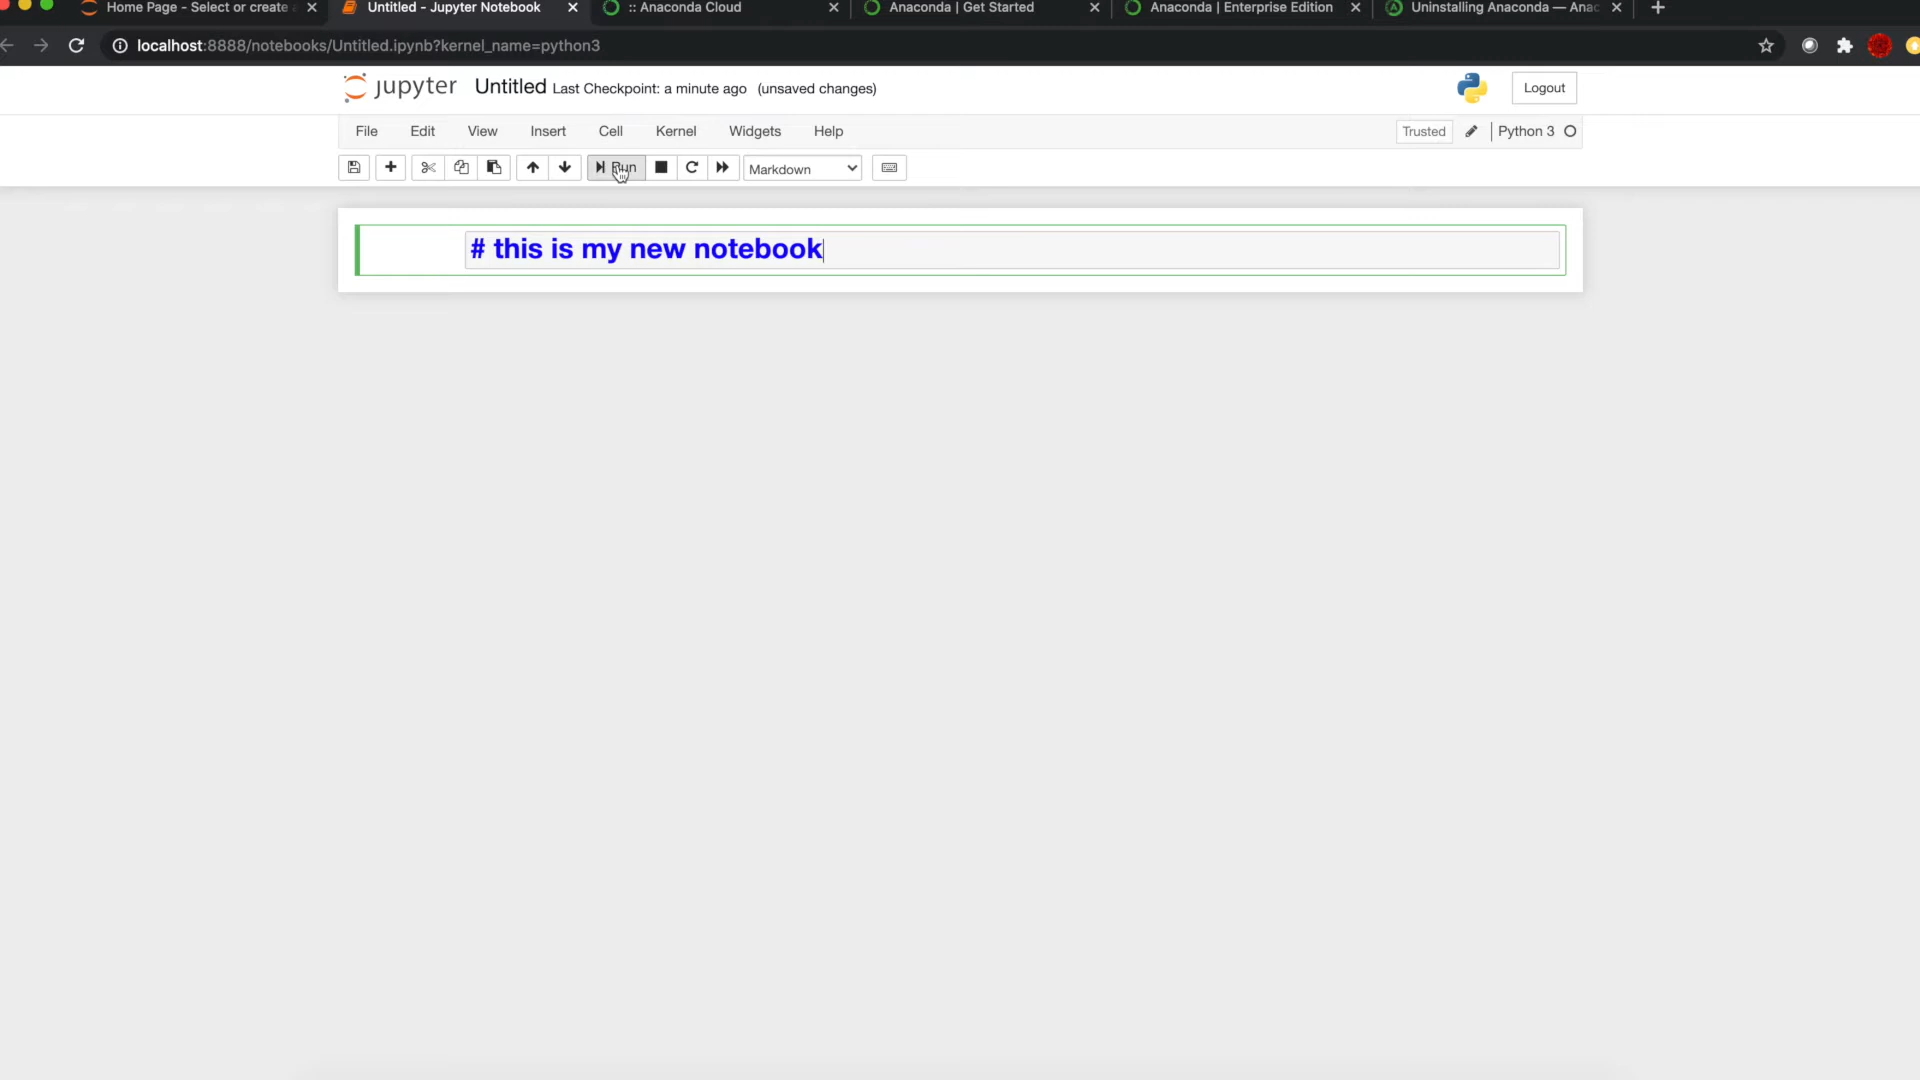 Home Page - Select or create a
Untitled - Jupyter Notebook
:: Anaconda Cloud
Anaconda | Get Started
Anaconda | Enterprise Edition
Uninstalling Anaconda — Anac
localhost:8888/notebooks/Untitled.ipynb?kernel_name=python3
jupyter Untitled Last Checkpoint: a minute ago (unsaved changes)
Logout
File Edit View Insert Cell Kernel Widgets Help
Trusted
Python 3
Run
Markdown
# this is my new notebook